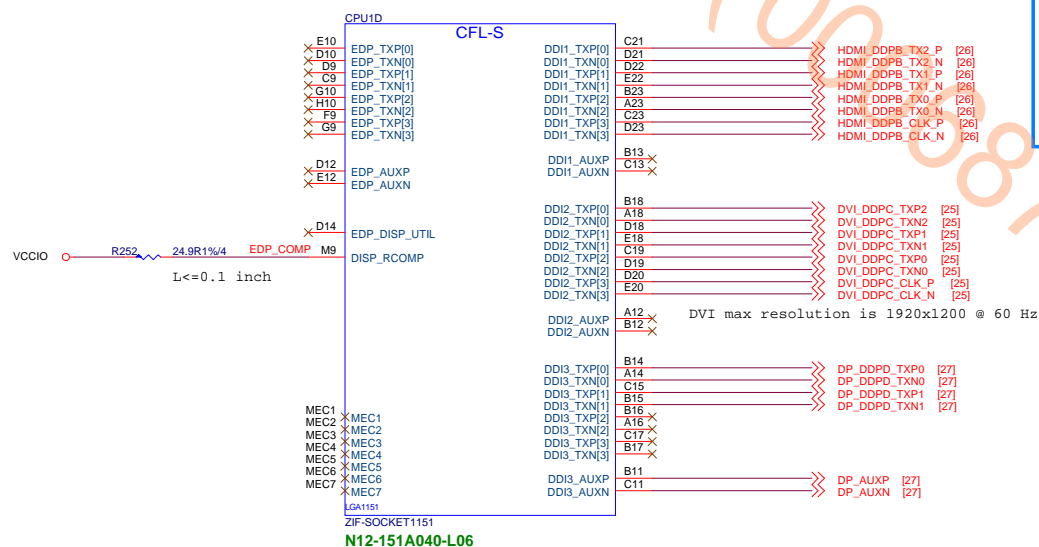 CPU1D
CFL-S
E10 EDP_TXP[0]
D10 EDP_TXN[0]
D9 EDP_TXP[1]
C9 EDP_TXN[1]
G10 EDP_TXP[2]
H10 EDP_TXN[2]
F9 EDP_TXP[3]
G9 EDP_TXN[3]
D12 EDP_AUXP
E12 EDP_AUXN
D14 EDP_DISP_UTIL
VCCIO R252 24.9R1%/4 EDP_COMP M9 DISP_RCOMP
L<=0.1 inch
MEC1 MEC1
MEC2 MEC2
MEC3 MEC3
MEC4 MEC4
MEC5 MEC5
MEC6 MEC6
MEC7 MEC7
DDI1_TXP[0] C21 HDMI_DDPB_TX2_P [26]
DDI1_TXN[0] D21 HDMI_DDPB_TX2_N [26]
DDI1_TXP[1] D22 HDMI_DDPB_TX1_P [26]
DDI1_TXN[1] E22 HDMI_DDPB_TX1_N [26]
DDI1_TXP[2] B23 HDMI_DDPB_TX0_P [26]
DDI1_TXN[2] A23 HDMI_DDPB_TX0_N [26]
DDI1_TXP[3] C23 HDMI_DDPB_CLK_P [26]
DDI1_TXN[3] D23 HDMI_DDPB_CLK_N [26]
DDI1_AUXP B13
DDI1_AUXN C13
DDI2_TXP[0] B18 DVI_DDPC_TXP2 [25]
DDI2_TXN[0] A18 DVI_DDPC_TXN2 [25]
DDI2_TXP[1] D18 DVI_DDPC_TXP1 [25]
DDI2_TXN[1] E18 DVI_DDPC_TXN1 [25]
DDI2_TXP[2] C19 DVI_DDPC_TXP0 [25]
DDI2_TXN[2] D19 DVI_DDPC_TXN0 [25]
DDI2_TXP[3] D20 DVI_DDPC_CLK_P [25]
DDI2_TXN[3] E20 DVI_DDPC_CLK_N [25]
DDI2_AUXP A12
DDI2_AUXN B12
DVI max resolution is 1920x1200 @ 60 Hz
DDI3_TXP[0] B14 DP_DDPD_TXP0 [27]
DDI3_TXN[0] A14 DP_DDPD_TXN0 [27]
DDI3_TXP[1] C15 DP_DDPD_TXP1 [27]
DDI3_TXN[1] B15 DP_DDPD_TXN1 [27]
DDI3_TXP[2] B16
DDI3_TXN[2] A16
DDI3_TXP[3] C17
DDI3_TXN[3] B17
DDI3_AUXP B11 DP_AUXP [27]
DDI3_AUXN C11 DP_AUXN [27]
LGA1151
ZIF-SOCKET1151
N12-151A040-L06